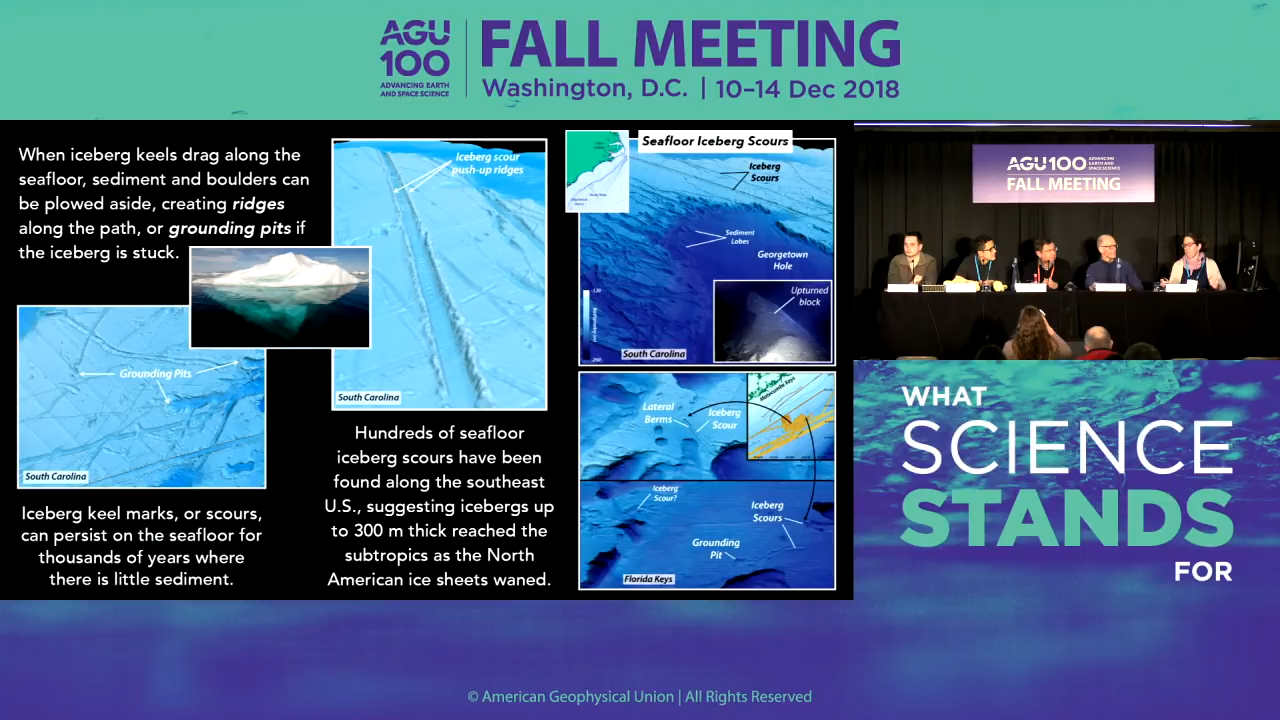 AGU
100
ADVANCING EARTH
AND SPACE SCIENCE
FALL MEETING
Washington, D.C. | 10–14 Dec 2018
When iceberg keels drag along the
seafloor, sediment and boulders can
be plowed aside, creating ridges
along the path, or grounding pits if
the iceberg is stuck.
Grounding Pits
South Carolina
Iceberg keel marks, or scours,
can persist on the seafloor for
thousands of years where
there is little sediment.
Iceberg scour
push-up ridges
South Carolina
Hundreds of seafloor
iceberg scours have been
found along the southeast
U.S., suggesting icebergs up
to 300 m thick reached the
subtropics as the North
American ice sheets waned.
Seafloor Iceberg Scours
Iceberg
Scours
Sediment
Lobes
Georgetown
Hole
Upturned
block
South Carolina
Lateral
Berms
Iceberg
Scour
Iceberg
Scour?
Iceberg
Scours
Grounding
Pit
Florida Keys
AGU100
ADVANCING
EARTH AND
SPACE SCIENCE
FALL MEETING
WHAT
SCIENCE
STANDS
FOR
© American Geophysical Union | All Rights Reserved